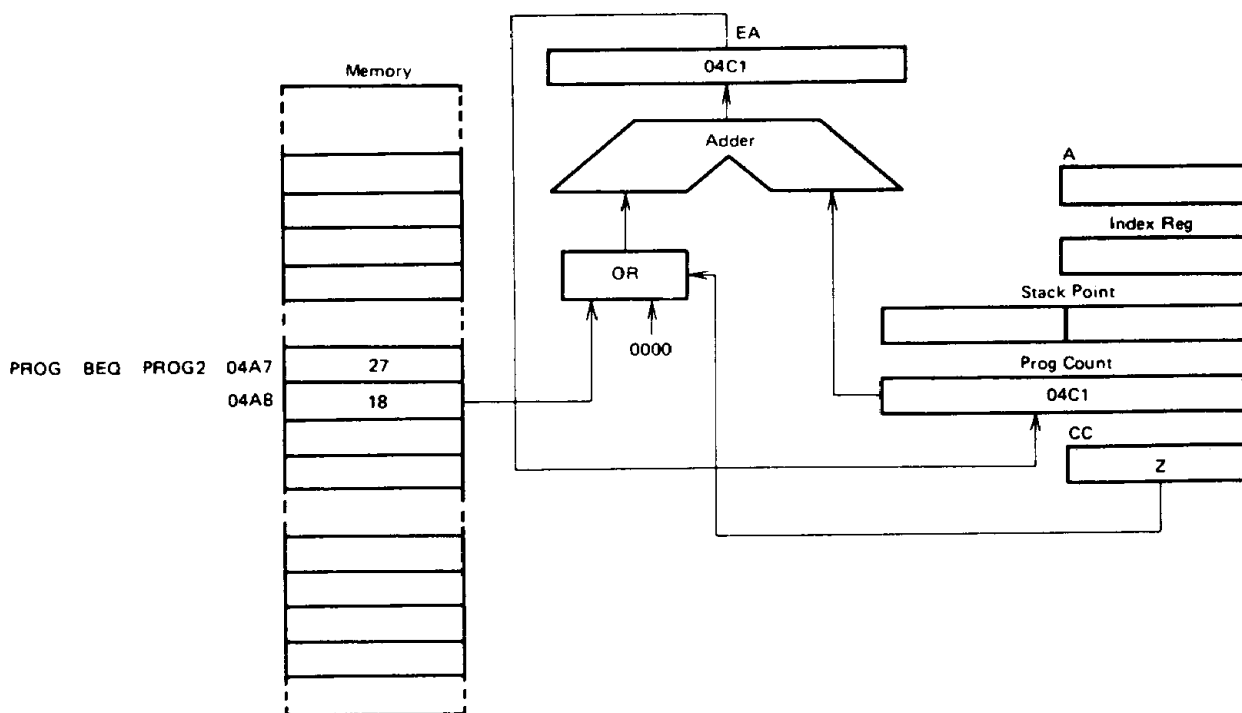 EA
04C1
Memory
Adder
A
Index Reg
OR
Stack Point
0000
PROG BEQ PROG2 04A7 27
Prog Count
04A8 18
04C1
CC
Z